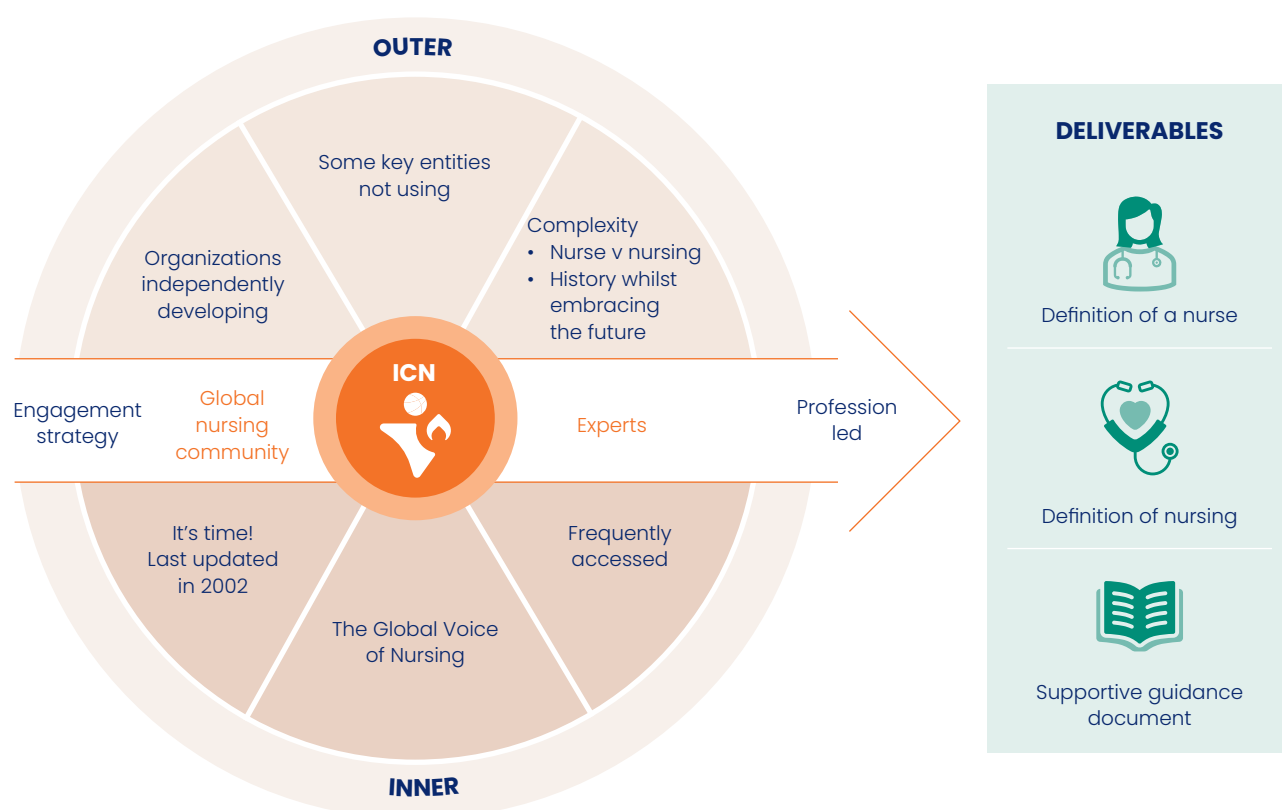 OUTER
Some key entities
not using
Organizations
independently
developing
Complexity
• Nurse v nursing
• History whilst
embracing
the future
Engagement
strategy
Global
nursing
community
ICN
Experts
Profession
led
It's time!
Last updated
in 2002
The Global Voice
of Nursing
Frequently
accessed
INNER
DELIVERABLES
Definition of a nurse
Definition of nursing
Supportive guidance
document